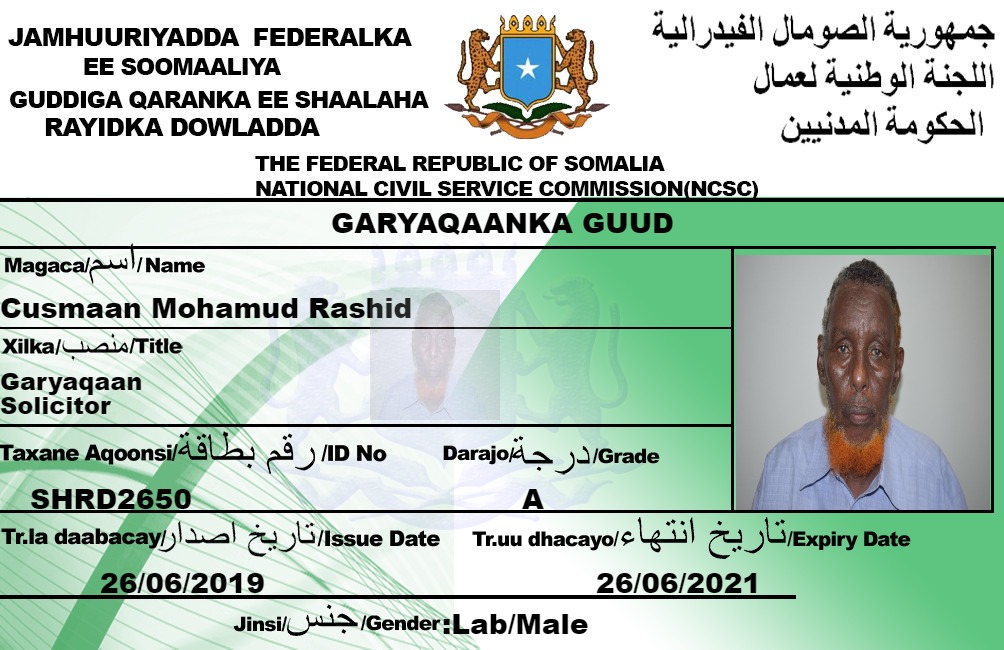 JAMHUURIYADDA FEDERALKA
EE SOOMAALIYA
GUDDIGA QARANKA EE SHAALAHA
RAYIDKA DOWLADDA
جمهورية الصومال الفيدرالية
اللجنة الوطنية لعمال
الحكومة المدنيين
THE FEDERAL REPUBLIC OF SOMALIA
NATIONAL CIVIL SERVICE COMMISSION(NCSC)
GARYAQAANKA GUUD
Magaca/اسم/Name
Cusmaan Mohamud Rashid
Xilka/منصب/Title
Garyaqaan
Solicitor
Taxane Aqoonsi/رقم بطاقة/ID No
Darajo/درجة/Grade
SHRD2650
A
Tr.la daabacay/تاريخ اصدار/Issue Date
Tr.uu dhacayo/تاريخ انتهاء/Expiry Date
26/06/2019
26/06/2021
Jinsi/جنس/Gender:Lab/Male